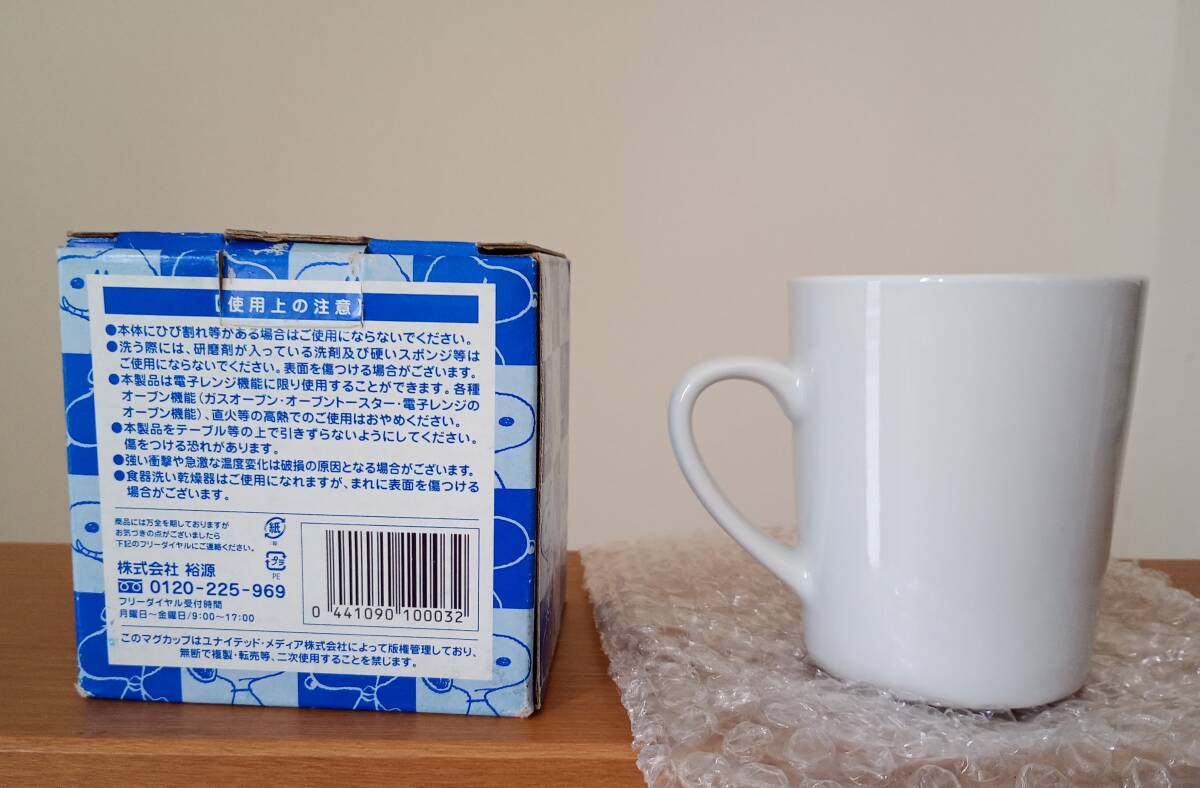 【使用上の注意】
●本体にひび割れ等がある場合はご使用にならないでください。
●洗う際には、研磨剤が入っている洗剤及び硬いスポンジ等は
ご使用にならないでください。表面を傷つける場合がございます。
●本製品は電子レンジ機能に限り使用することができます。各種
オーブン機能（ガスオーブン・オーブントースター・電子レンジの
オーブン機能）、直火等の高熱でのご使用はおやめください。
●本製品をテーブル等の上で引きずらないようにしてください。
傷をつける恐れがあります。
●強い衝撃や急激な温度変化は破損の原因となる場合がございます。
●食器洗い乾燥器はご使用になれますが、まれに表面を傷つける
場合がございます。
商品には万全を期しておりますが
お気づきの点がございましたら
下記のフリーダイヤルにご連絡ください。
紙
プラ
PE
株式会社 裕源
0120-225-969
フリーダイヤル受付時間
月曜日〜金曜日/9:00〜17:00
0 441090 100032
このマグカップはユナイテッド・メディア株式会社によって版権管理しており、
無断で複製・転売等、二次使用することを禁じます。